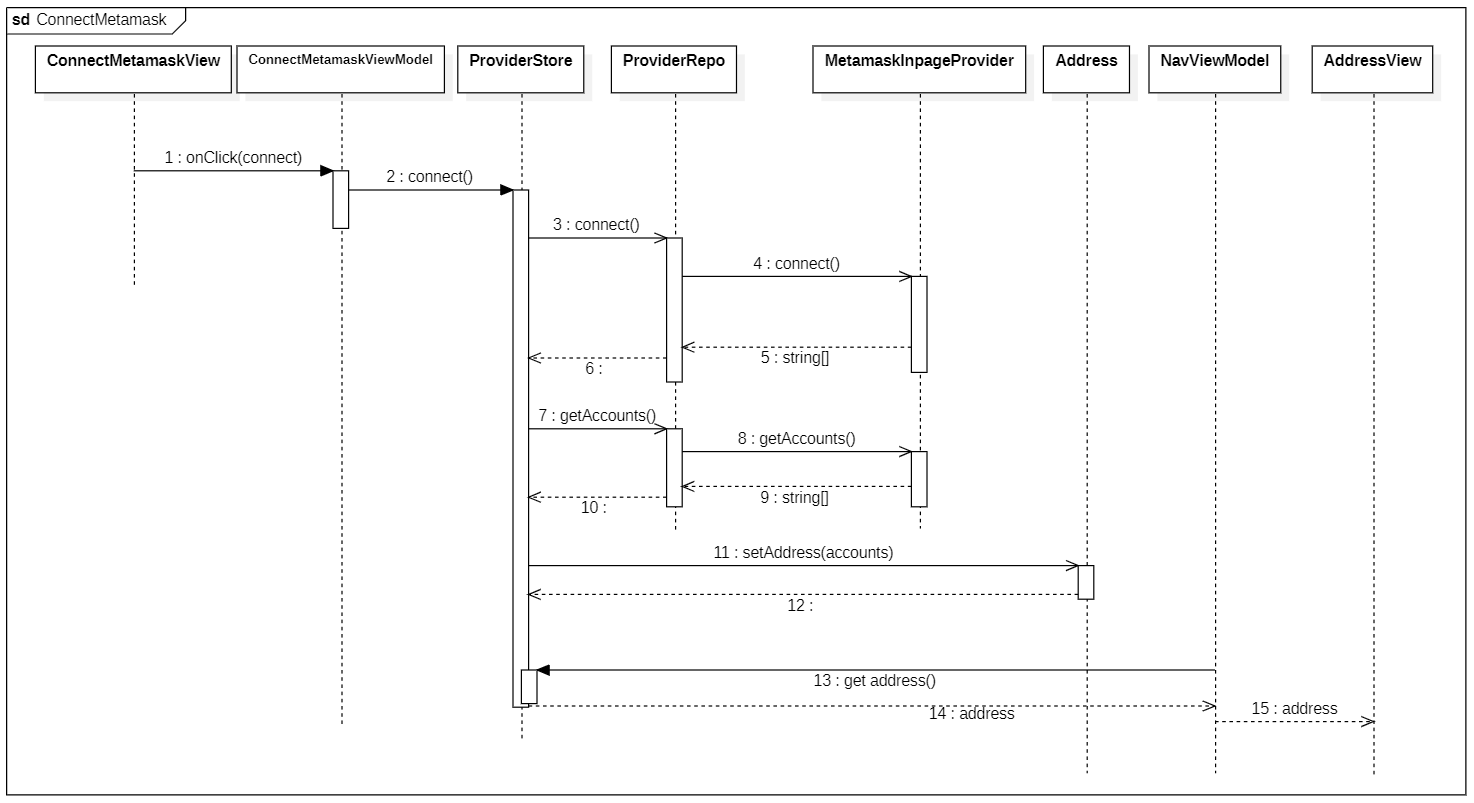 sd ConnectMetamask
ConnectMetamaskView
ConnectMetamaskViewModel
ProviderStore
ProviderRepo
MetamaskInpageProvider
Address
NavViewModel
AddressView
1 : onClick(connect)
2 : connect()
3 : connect()
4 : connect()
5 : string[]
6 :
7 : getAccounts()
8 : getAccounts()
9 : string[]
10 :
11 : setAddress(accounts)
12 :
13 : get address()
14 : address
15 : address